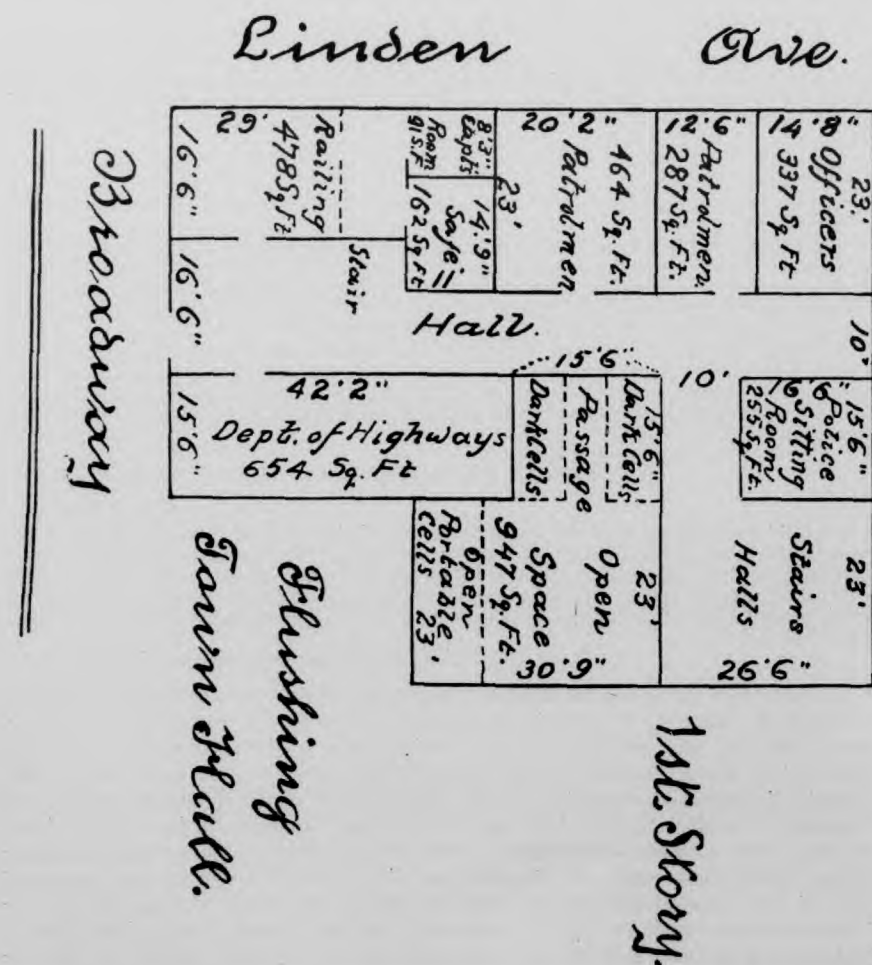 Linden Ave.
Broadway
16'6"
29'
Railing
478 Sq. Ft
8'3"
Capt's
Room
91 S. F.
14'9"
Safe
162 Sq Ft
23'
20'2"
464 Sq. Ft.
Patrolmen
12'6"
Patrolmen.
287 Sq. Ft.
14'8"
23'
Officers
337 Sq Ft
16'6"
Stair
Hall.
10'
15'6"
42'2"
Dept. of Highways
654 Sq. Ft
15'6"
Dark Cells
Passage
Dark Cells
15'6"
10'
16'6"
15'6"
Police
Sitting
Room
255 Sq. Ft.
Open
Portable
Cells 23'
Open
Space
947 Sq. Ft.
23'
30'9"
23'
Stairs
Halls
26'6"
Flushing
Town Hall.
1st. Story.